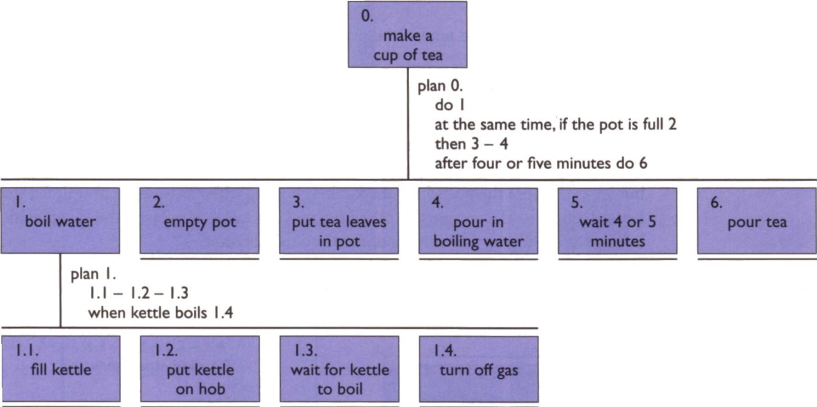 0.
make a
cup of tea
plan 0.
do 1
at the same time, if the pot is full 2
then 3 – 4
after four or five minutes do 6
1.
boil water
2.
empty pot
3.
put tea leaves
in pot
4.
pour in
boiling water
5.
wait 4 or 5
minutes
6.
pour tea
plan 1.
1.1 – 1.2 – 1.3
when kettle boils 1.4
1.1.
fill kettle
1.2.
put kettle
on hob
1.3.
wait for kettle
to boil
1.4.
turn off gas